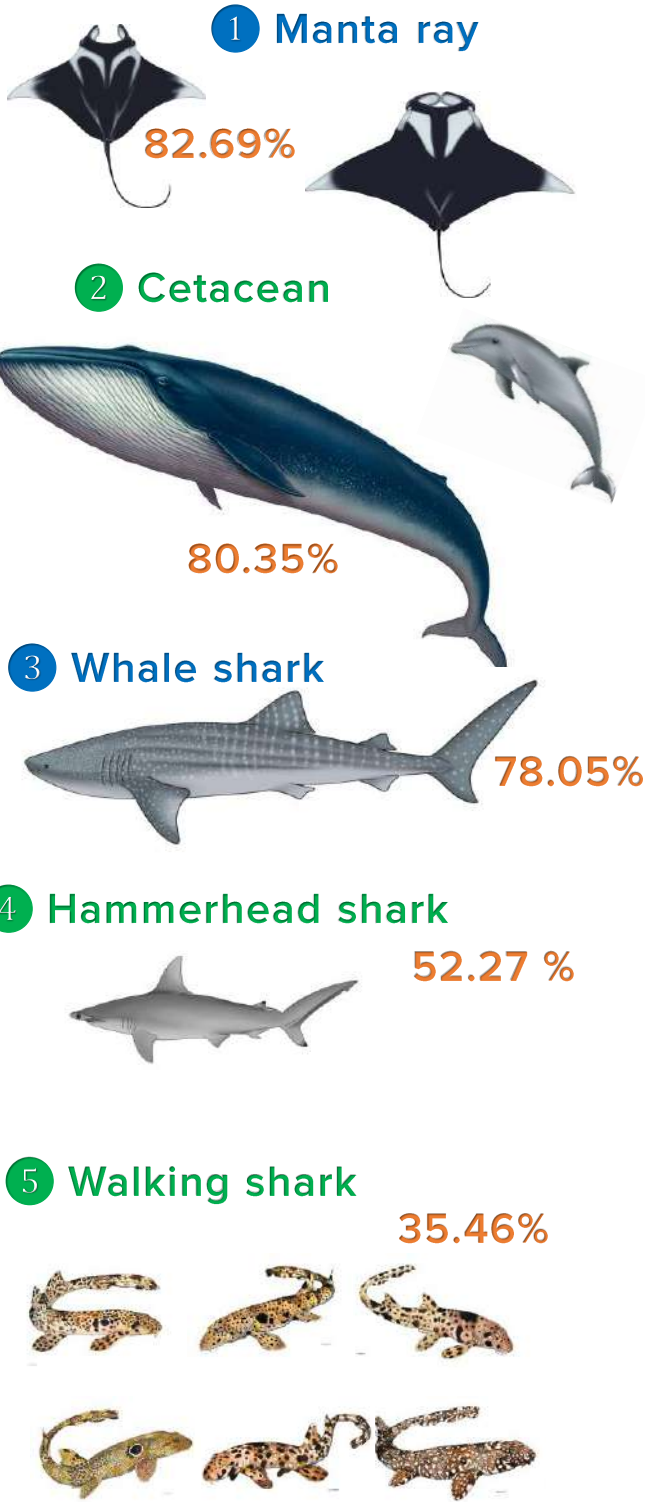 1 Manta ray
82.69%
2 Cetacean
80.35%
3 Whale shark
78.05%
4 Hammerhead shark
52.27 %
5 Walking shark
35.46%